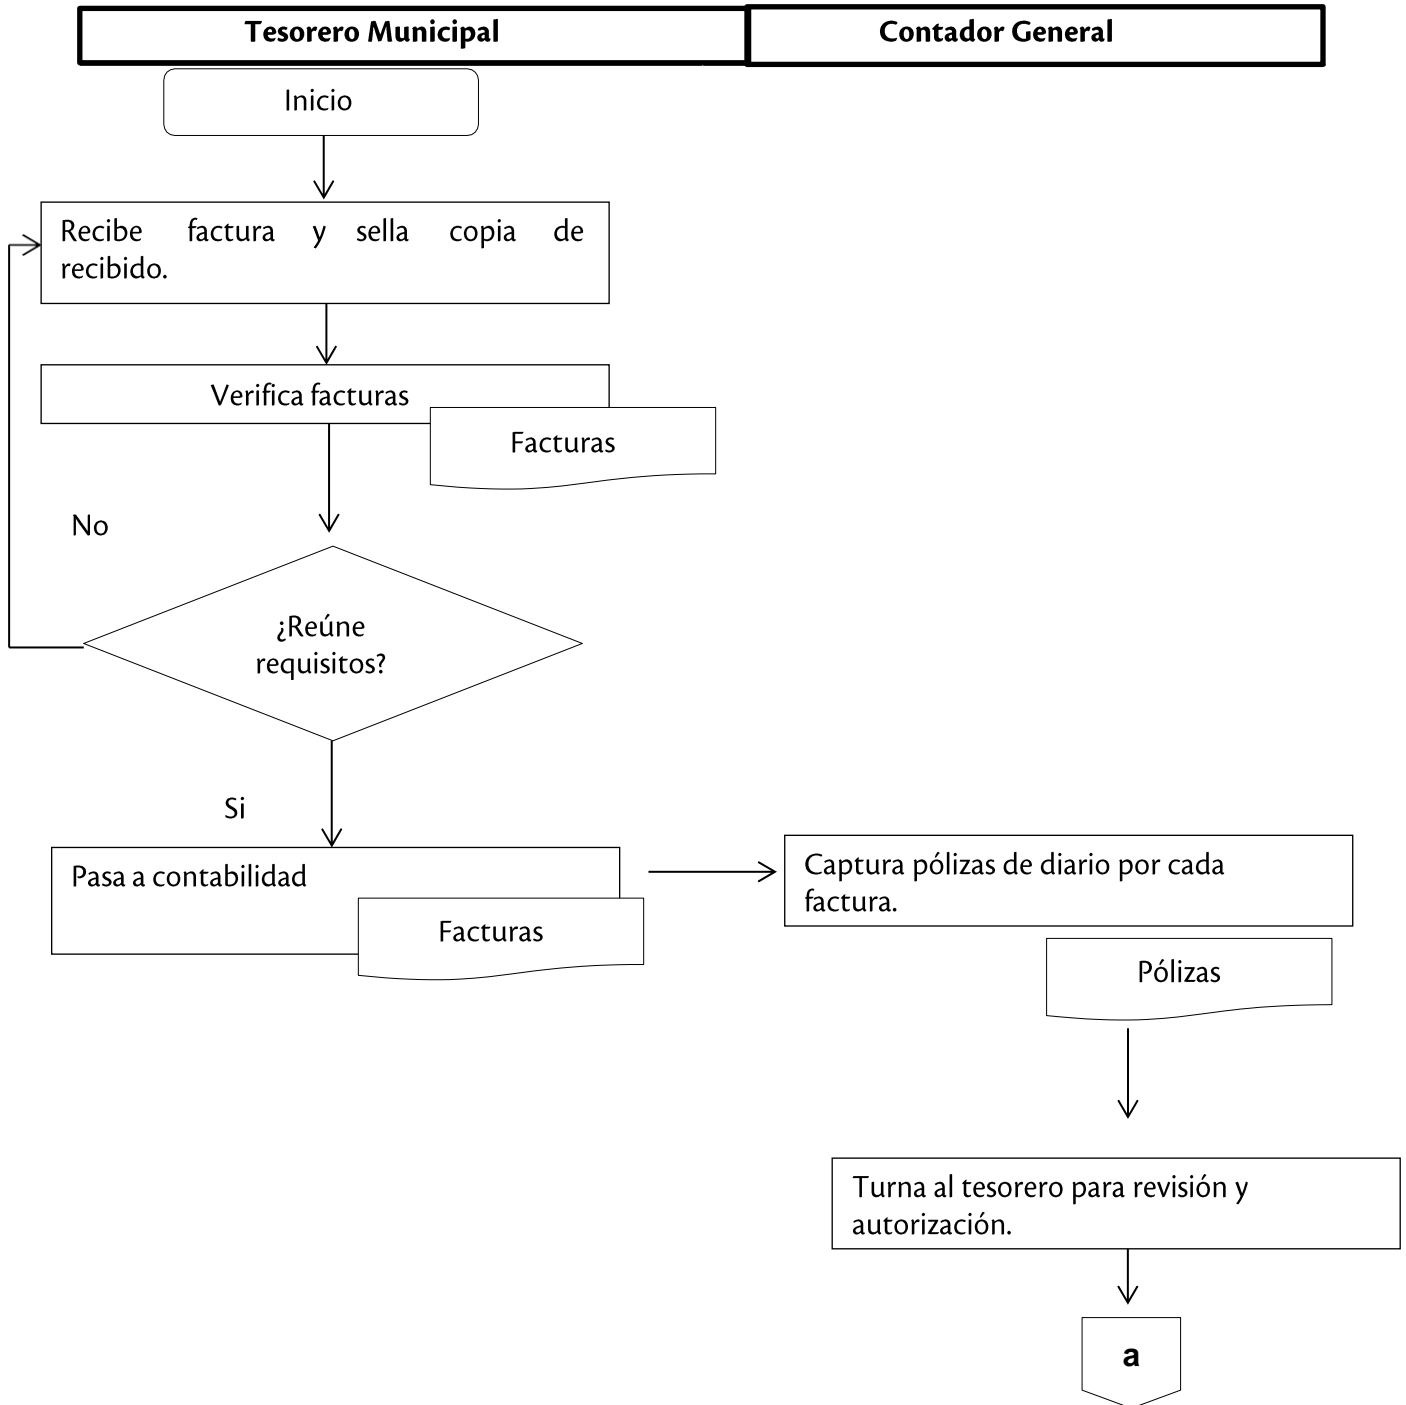 Tesorero Municipal
Contador General
Inicio
Recibe factura y sella copia de
recibido.
Verifica facturas
Facturas
No
¿Reúne
requisitos?
Si
Pasa a contabilidad
Facturas
Captura pólizas de diario por cada
factura.
Pólizas
Turna al tesorero para revisión y
autorización.
a